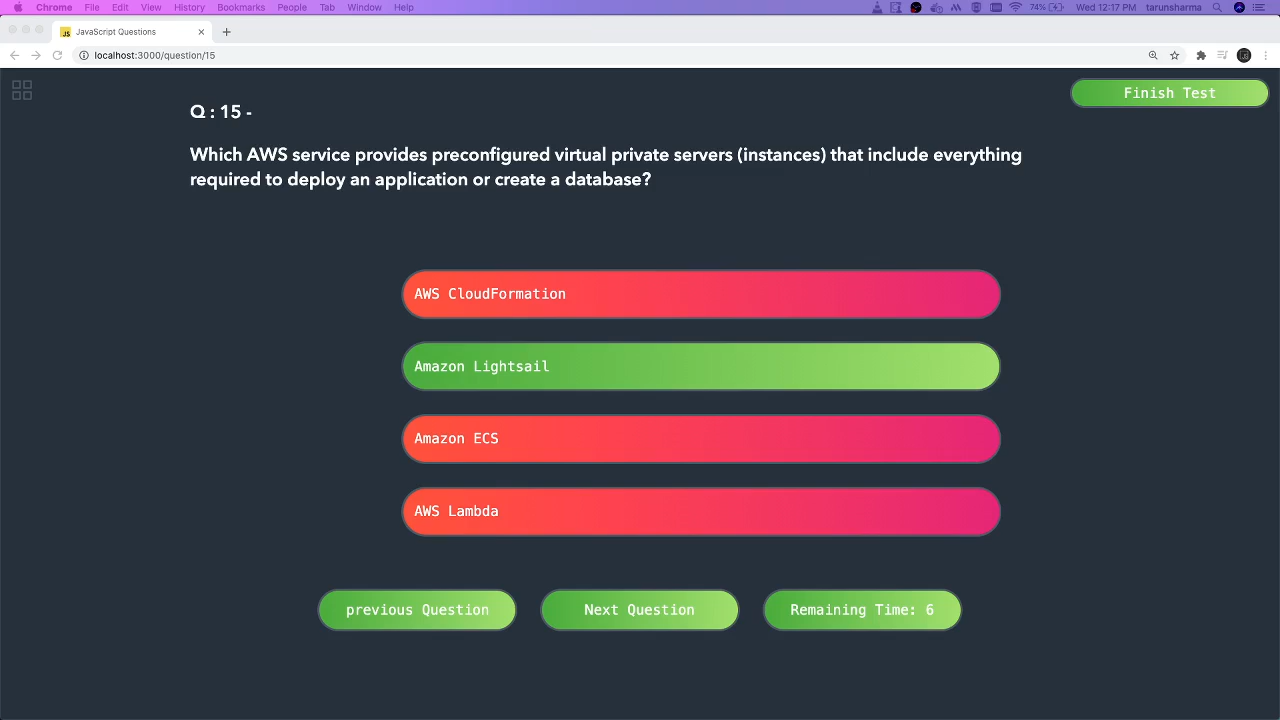 Chrome File Edit View History Bookmarks People Tab Window Help 74% Wed 12:17 PM tarunsharma
JS JavaScript Questions
localhost:3000/question/15
Finish Test
Q : 15 -
Which AWS service provides preconfigured virtual private servers (instances) that include everything
required to deploy an application or create a database?
AWS CloudFormation
Amazon Lightsail
Amazon ECS
AWS Lambda
previous Question Next Question Remaining Time: 6